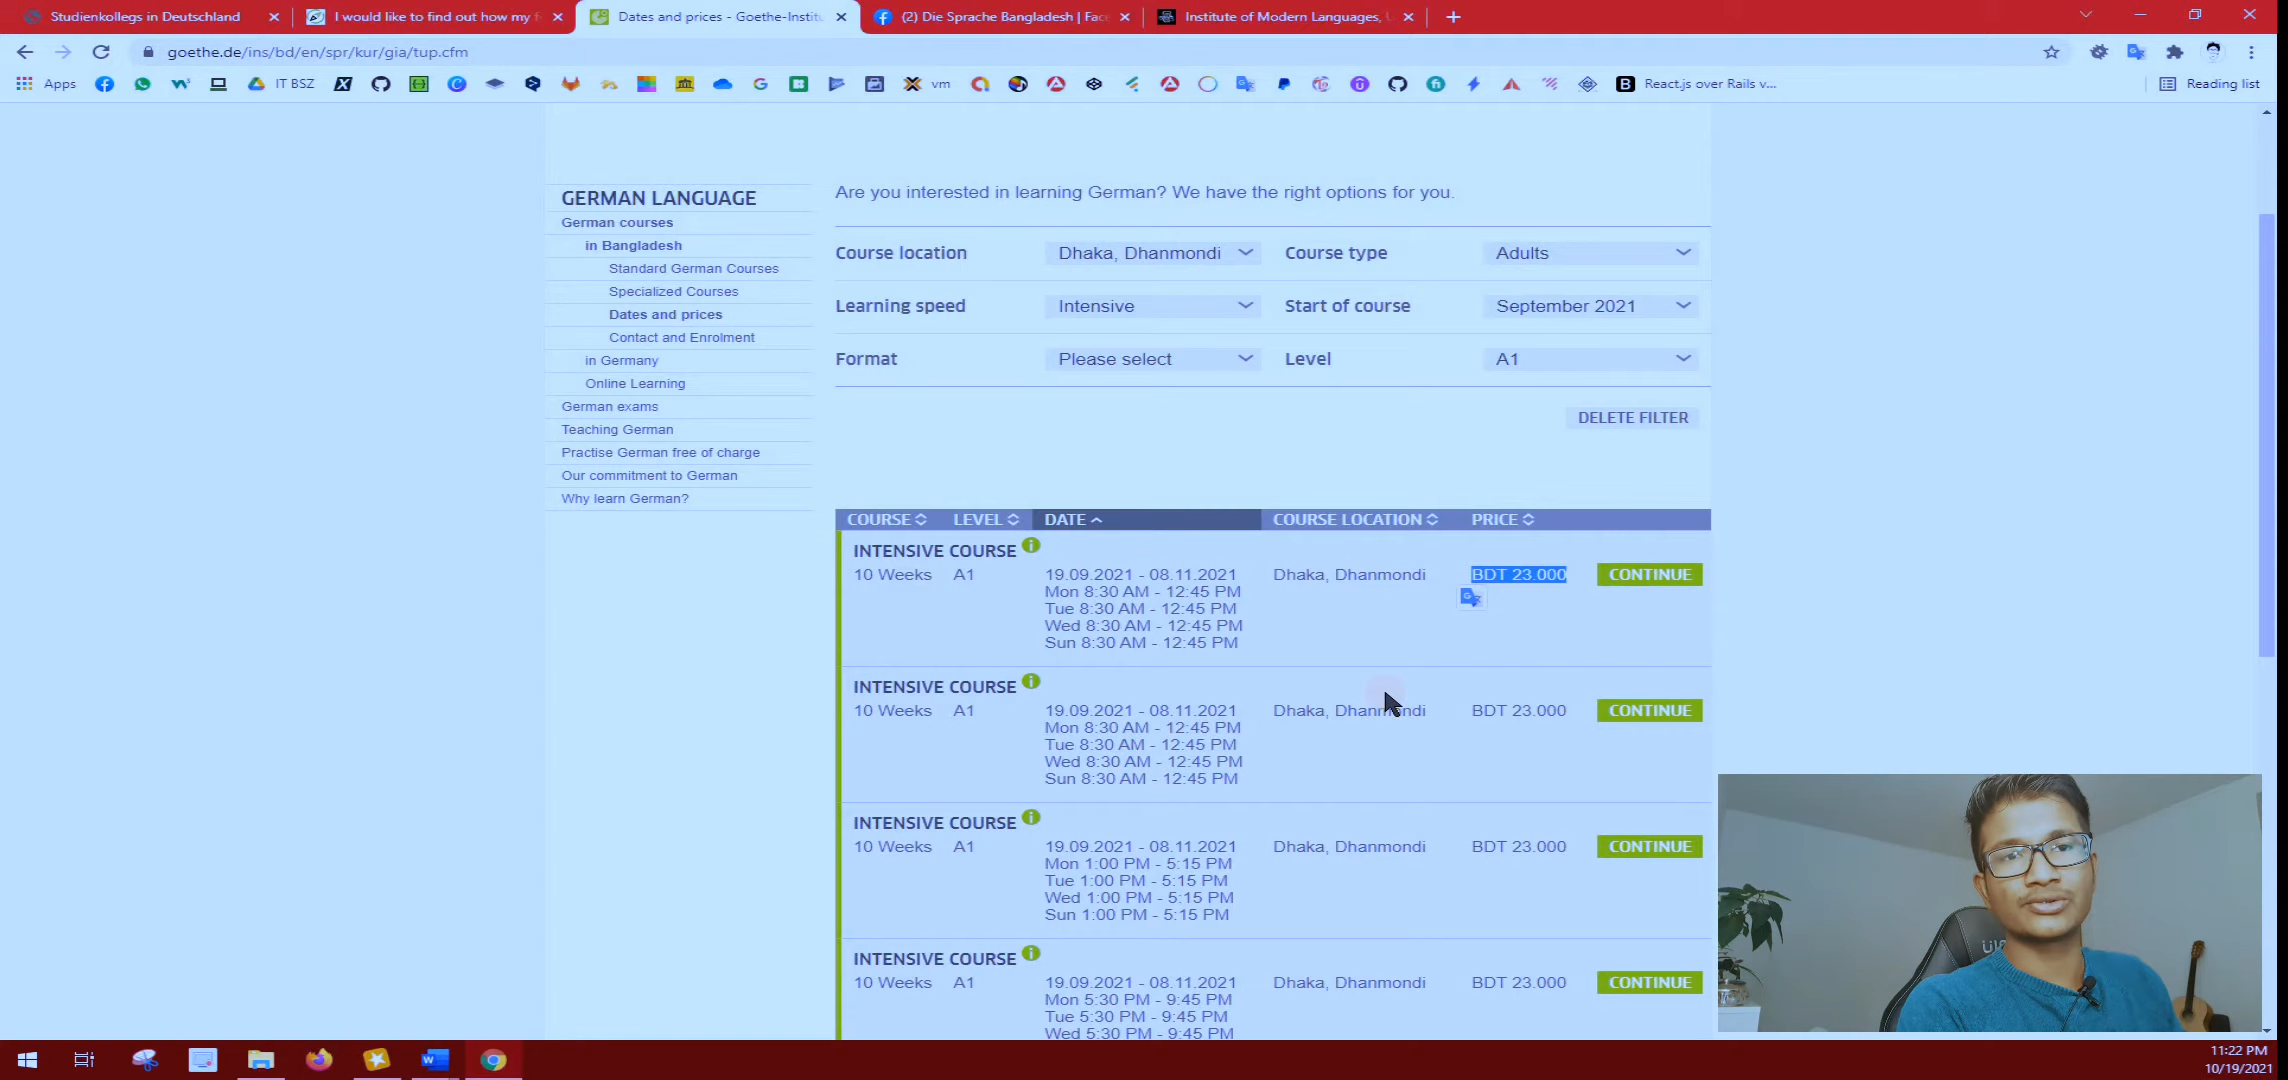 Studienkollegs in Deutschland
I would like to find out how my f
Dates and prices - Goethe-Institu
(2) Die Sprache Bangladesh | Fac
Institute of Modern Languages, U
goethe.de/ins/bd/en/spr/kur/gia/tup.cfm
Apps
IT BSZ
vm
React.js over Rails v...
Reading list
Are you interested in learning German? We have the right options for you.
GERMAN LANGUAGE
German courses
in Bangladesh
Standard German Courses
Specialized Courses
Dates and prices
Contact and Enrolment
in Germany
Online Learning
German exams
Teaching German
Practise German free of charge
Our commitment to German
Why learn German?
Course location Dhaka, Dhanmondi Course type Adults
Learning speed Intensive Start of course September 2021
Format Please select Level A1
DELETE FILTER
COURSE LEVEL DATE COURSE LOCATION PRICE
INTENSIVE COURSE
10 Weeks A1 19.09.2021 - 08.11.2021 Dhaka, Dhanmondi BDT 23.000 CONTINUE
Mon 8:30 AM - 12:45 PM
Tue 8:30 AM - 12:45 PM
Wed 8:30 AM - 12:45 PM
Sun 8:30 AM - 12:45 PM
INTENSIVE COURSE
10 Weeks A1 19.09.2021 - 08.11.2021 Dhaka, Dhanmondi BDT 23.000 CONTINUE
Mon 8:30 AM - 12:45 PM
Tue 8:30 AM - 12:45 PM
Wed 8:30 AM - 12:45 PM
Sun 8:30 AM - 12:45 PM
INTENSIVE COURSE
10 Weeks A1 19.09.2021 - 08.11.2021 Dhaka, Dhanmondi BDT 23.000 CONTINUE
Mon 1:00 PM - 5:15 PM
Tue 1:00 PM - 5:15 PM
Wed 1:00 PM - 5:15 PM
Sun 1:00 PM - 5:15 PM
INTENSIVE COURSE
10 Weeks A1 19.09.2021 - 08.11.2021 Dhaka, Dhanmondi BDT 23.000 CONTINUE
Mon 5:30 PM - 9:45 PM
Tue 5:30 PM - 9:45 PM
Wed 5:30 PM - 9:45 PM
11:22 PM
10/19/2021